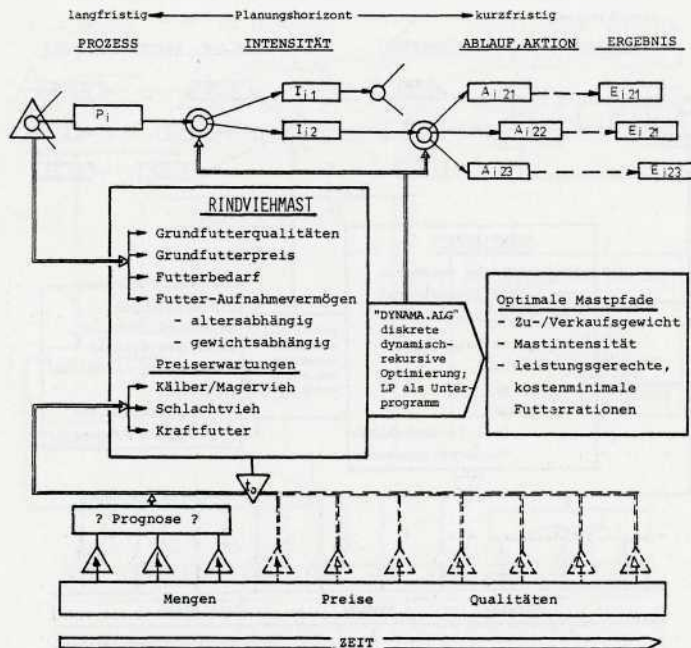 langfristig Planungshorizont kurzfristig
PROZESS INTENSITÄT ABLAUF,AKTION ERGEBNIS
Pi
Ii1
Ii2
Ai21
Ai22
Ai23
Ei21
Ei21
Ei23
RINDVIEHMAST
Grundfutterqualitäten
Grundfutterpreis
Futterbedarf
Futter-Aufnahmevermögen
- altersabhängig
- gewichtsabhängig
Preiserwartungen
Kälber/Magervieh
Schlachtvieh
Kraftfutter
"DYNAMA.ALG"
diskrete
dynamisch-
rekursive
Optimierung;
LP als Unter-
programm
Optimale Mastpfade
- Zu-/Verkaufsgewicht
- Mastintensität
- leistungsgerechte,
kostenminimale
Futterrationen
to
? Prognose ?
Mengen Preise Qualitäten
ZEIT